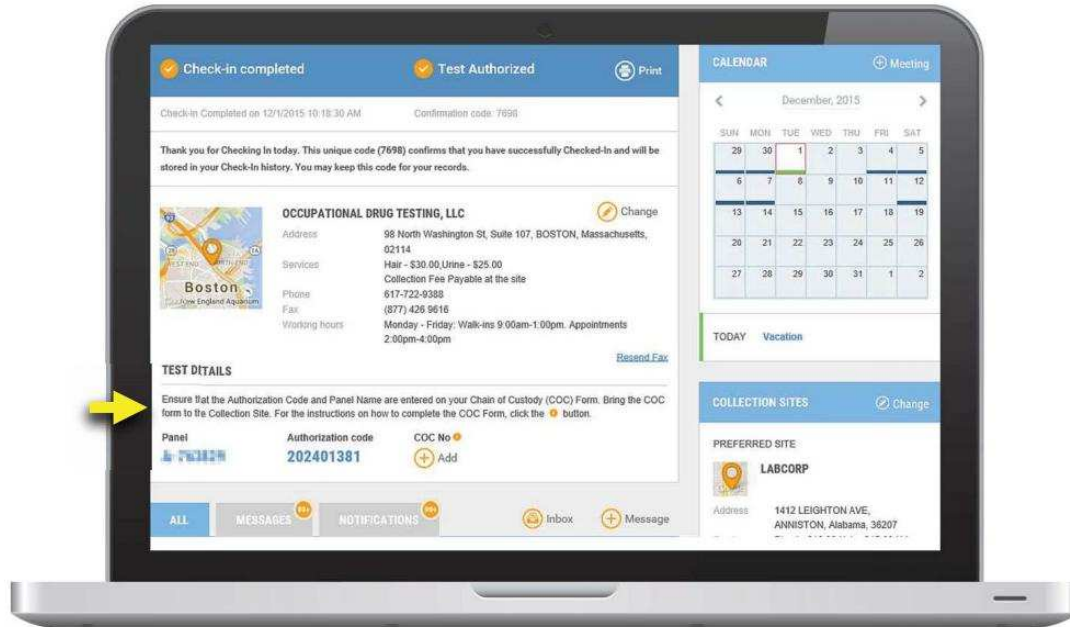 Check-in completed
Test Authorized
Print
Check-in Completed on 12/1/2015 10:18:30 AM
Confirmation code: 7698
Thank you for Checking In today. This unique code (7698) confirms that you have successfully Checked-In and will be
stored in your Check-In history. You may keep this code for your records.
Boston
New England Aquarium
OCCUPATIONAL DRUG TESTING, LLC
Change
Address 98 North Washington St, Suite 107, BOSTON, Massachusetts,
02114
Services Hair - $30.00,Urine - $25.00
Collection Fee Payable at the site
Phone 617-722-9388
Fax (877) 426 9616
Working hours Monday - Friday: Walk-ins 9:00am-1:00pm. Appointments
2:00pm-4:00pm
Resend Fax
TEST DETAILS
Ensure that the Authorization Code and Panel Name are entered on your Chain of Custody (COC) Form. Bring the COC
form to the Collection Site. For the instructions on how to complete the COC Form, click the button.
Panel Authorization code COC No
202401381 Add
ALL MESSAGES 99+ NOTIFICATIONS 99+ Inbox Message
CALENDAR Meeting
December, 2015
SUN MON TUE WED THU FRI SAT
29 30 1 2 3 4 5
6 7 8 9 10 11 12
13 14 15 16 17 18 19
20 21 22 23 24 25 26
27 28 29 30 31 1 2
TODAY Vacation
COLLECTION SITES Change
PREFERRED SITE
LABCORP
Address 1412 LEIGHTON AVE,
ANNISTON, Alabama, 36207